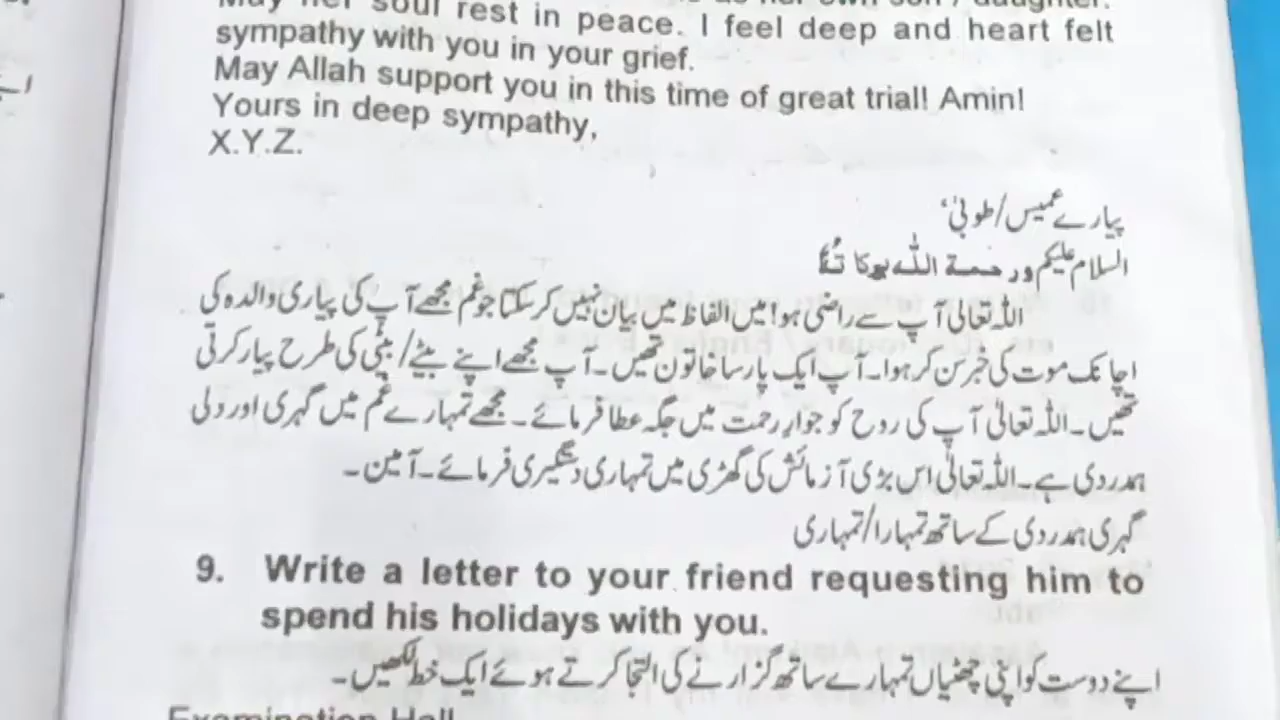 soul rest in peace. I feel deep and heart felt
sympathy with you in your grief.
May Allah support you in this time of great trial! Amin!
Yours in deep sympathy,
X.Y.Z.
پیارے عمیس/طوبیٰ،
السلام علیکم ورحمۃ اللہ
اللہ تعالیٰ آپ سے راضی ہو! میں الفاظ میں بیان نہیں کر سکتا جو غم مجھے آپ کی پیاری والدہ کی
اچانک موت کی خبر سن کر ہوا۔ آپ ایک پارسا خاتون تھیں۔ آپ مجھے اپنے بیٹے/بیٹی کی طرح پیار کرتی
تھیں۔ اللہ تعالیٰ آپ کی روح کو جوارِ رحمت میں جگہ عطا فرمائے۔ مجھے تمہارے غم میں گہری اور دلی
ہمدردی ہے۔ اللہ تعالیٰ اس بڑی آزمائش کی گھڑی میں تمہاری دستگیری فرمائے۔ آمین۔
گہری ہمدردی کے ساتھ تمہارا/تمہاری
9. Write a letter to your friend requesting him to
spend his holidays with you.
اپنے دوست کو اپنی چھٹیاں تمہارے ساتھ گزارنے کی التجا کرتے ہوئے ایک خط لکھیں۔
Examination Hall